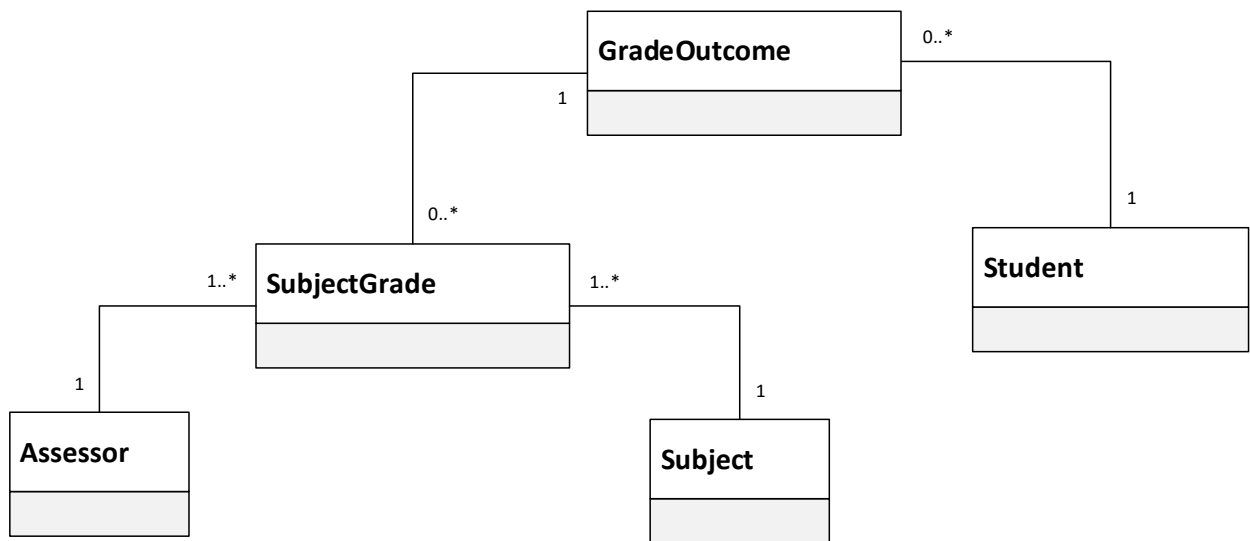 GradeOutcome
0..*
1
1
0..*
Student
SubjectGrade
1..*
1..*
1
1
Assessor
Subject